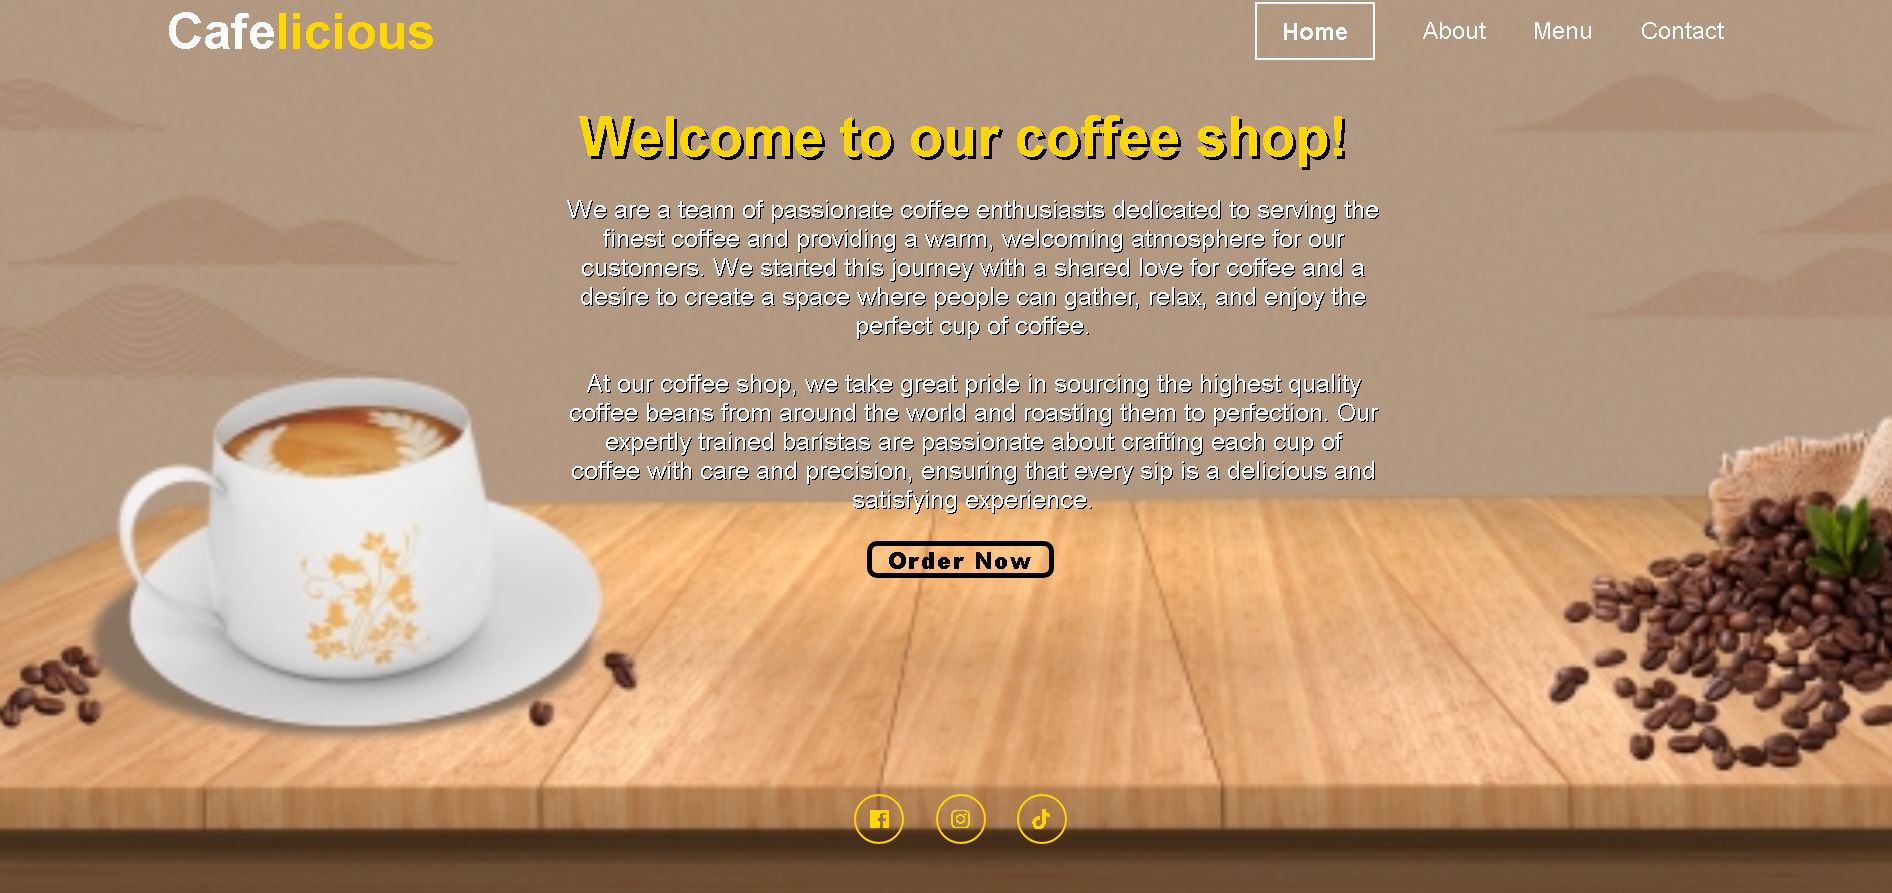 Cafelicious
Home About Menu Contact
Welcome to our coffee shop!
We are a team of passionate coffee enthusiasts dedicated to serving the
finest coffee and providing a warm, welcoming atmosphere for our
customers. We started this journey with a shared love for coffee and a
desire to create a space where people can gather, relax, and enjoy the
perfect cup of coffee.
At our coffee shop, we take great pride in sourcing the highest quality
coffee beans from around the world and roasting them to perfection. Our
expertly trained baristas are passionate about crafting each cup of
coffee with care and precision, ensuring that every sip is a delicious and
satisfying experience.
Order Now